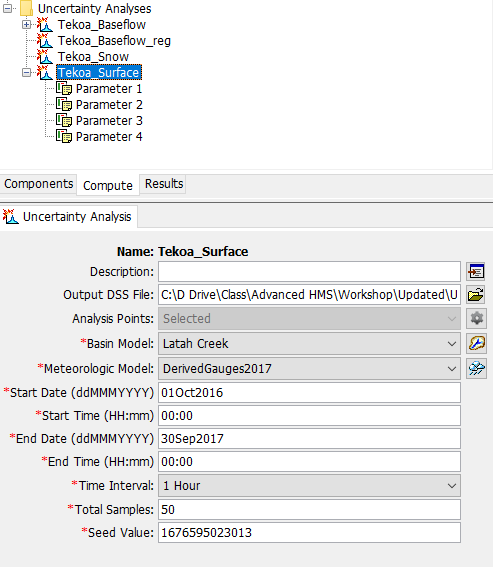 Uncertainty Analyses
Tekoa_Baseflow
Tekoa_Baseflow_reg
Tekoa_Snow
Tekoa_Surface
Parameter 1
Parameter 2
Parameter 3
Parameter 4
Components Compute Results
Uncertainty Analysis
Name: Tekoa_Surface
Description:
Output DSS File: C:\D Drive\Class\Advanced HMS\Workshop\Updated\U
Analysis Points: Selected
*Basin Model: Latah Creek
*Meteorologic Model: DerivedGauges2017
*Start Date (ddMMMYYYY) 01Oct2016
*Start Time (HH:mm) 00:00
*End Date (ddMMMYYYY) 30Sep2017
*End Time (HH:mm) 00:00
*Time Interval: 1 Hour
*Total Samples: 50
*Seed Value: 1676595023013